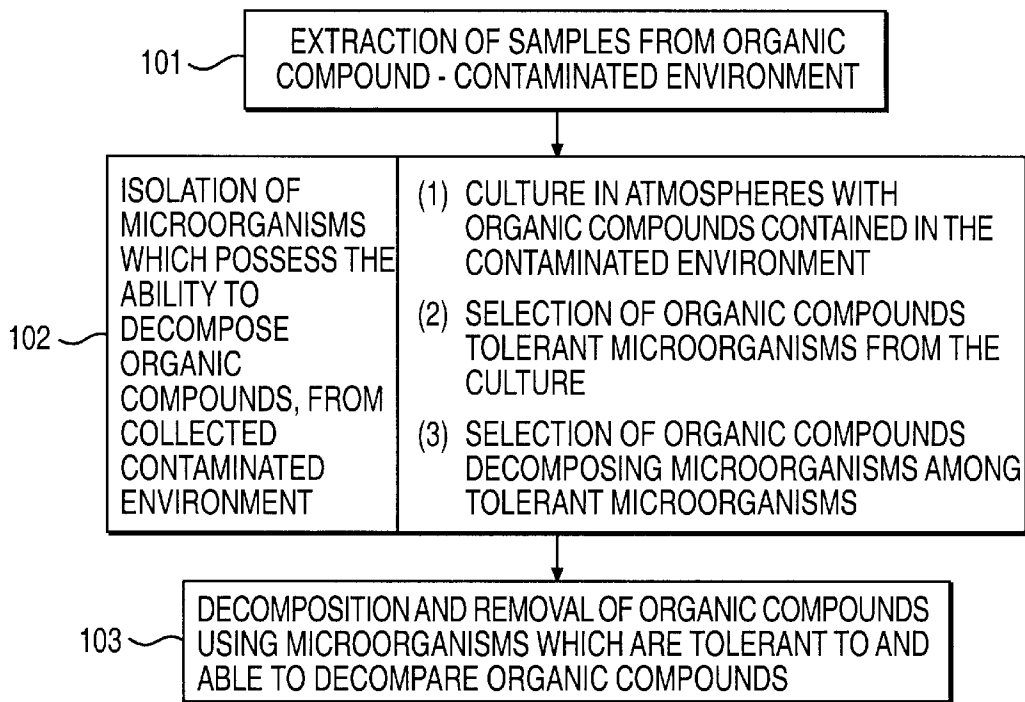 101
EXTRACTION OF SAMPLES FROM ORGANIC
COMPOUND - CONTAMINATED ENVIRONMENT
102
ISOLATION OF
MICROORGANISMS
WHICH POSSESS THE
ABILITY TO
DECOMPOSE
ORGANIC
COMPOUNDS, FROM
COLLECTED
CONTAMINATED
ENVIRONMENT
(1) CULTURE IN ATMOSPHERES WITH
ORGANIC COMPOUNDS CONTAINED IN THE
CONTAMINATED ENVIRONMENT
(2) SELECTION OF ORGANIC COMPOUNDS
TOLERANT MICROORGANISMS FROM THE
CULTURE
(3) SELECTION OF ORGANIC COMPOUNDS
DECOMPOSING MICROORGANISMS AMONG
TOLERANT MICROORGANISMS
103
DECOMPOSITION AND REMOVAL OF ORGANIC COMPOUNDS
USING MICROORGANISMS WHICH ARE TOLERANT TO AND
ABLE TO DECOMPARE ORGANIC COMPOUNDS